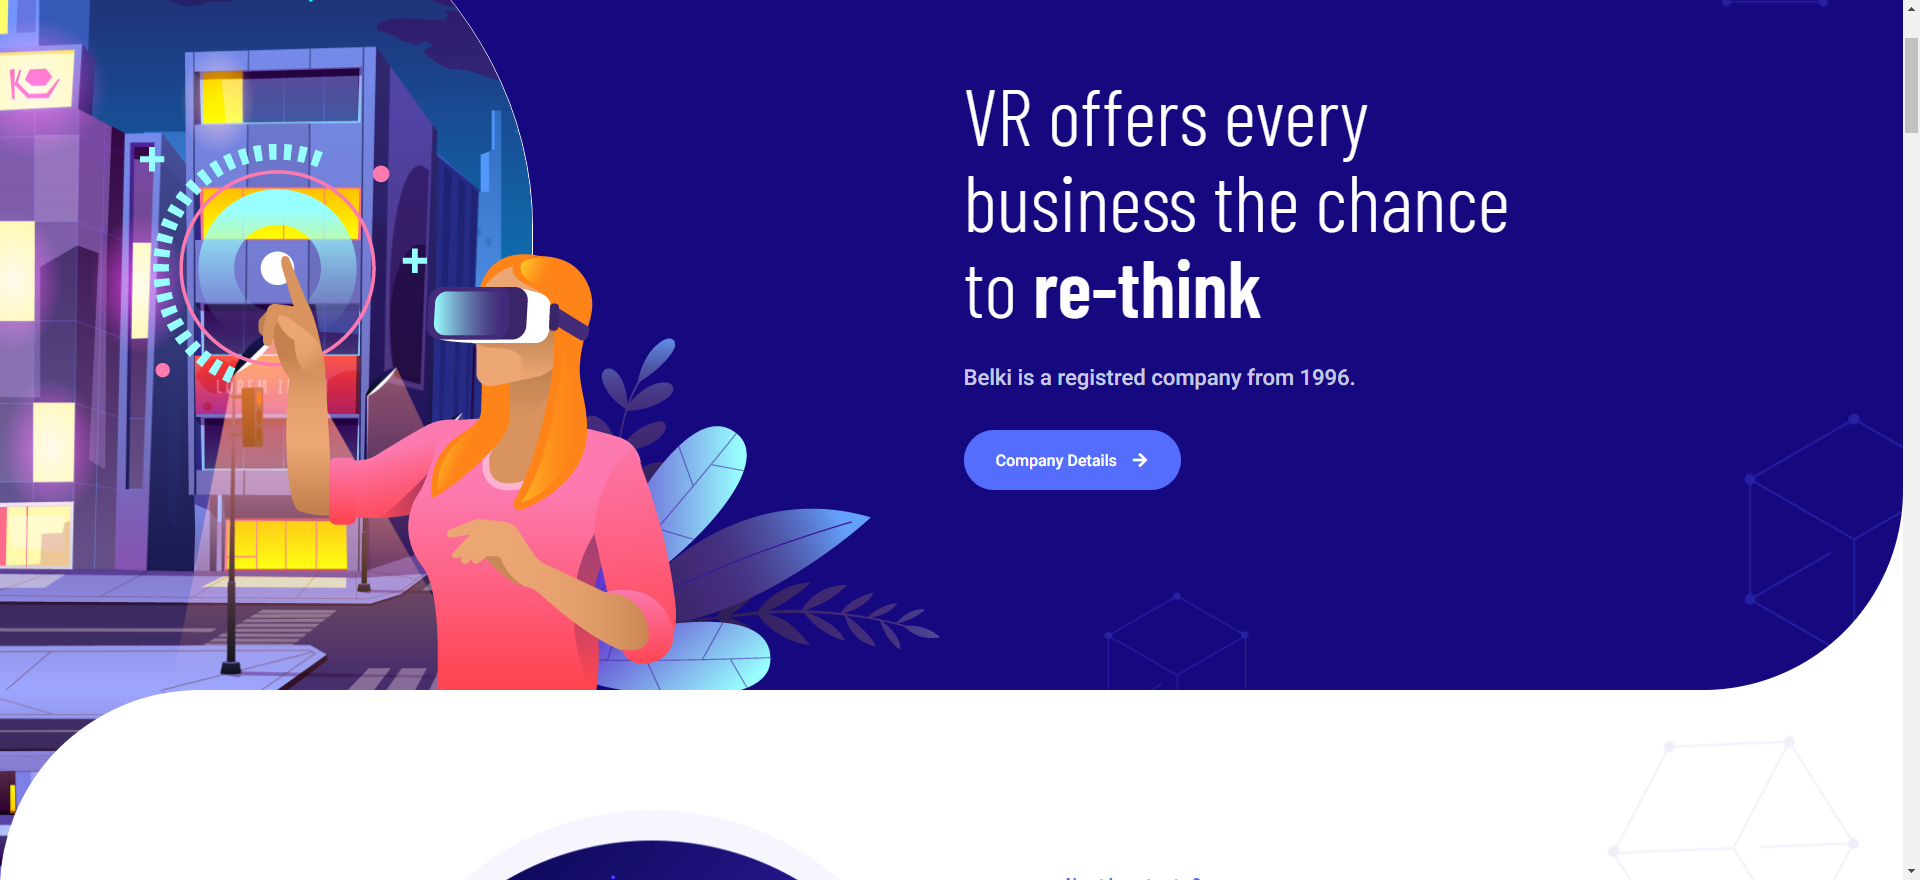 VR offers every
business the chance
to re-think
Belki is a registred company from 1996.
Company Details